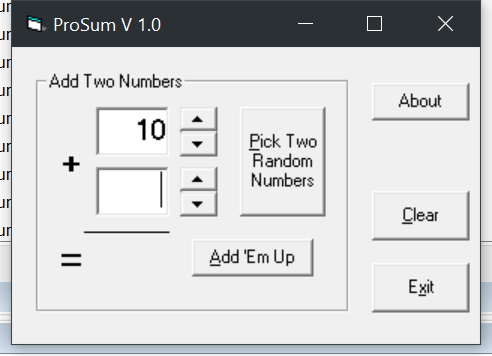 ProSum V 1.0
Add Two Numbers
10
+
=
Pick Two
Random
Numbers
Add 'Em Up
About
Clear
Exit